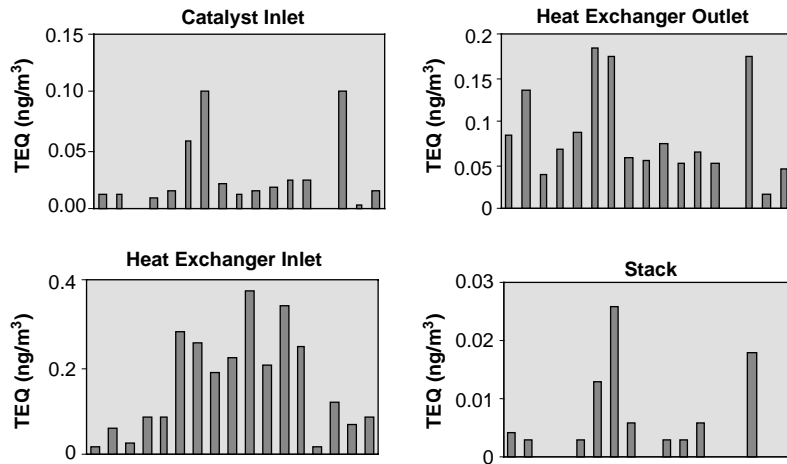 Catalyst Inlet
TEQ (ng/m³)
0.15
0.10
0.05
0.00
Heat Exchanger Outlet
TEQ (ng/m³)
0.2
0.15
0.1
0.05
0
Heat Exchanger Inlet
TEQ (ng/m³)
0.4
0.2
0
Stack
TEQ (ng/m³)
0.03
0.02
0.01
0